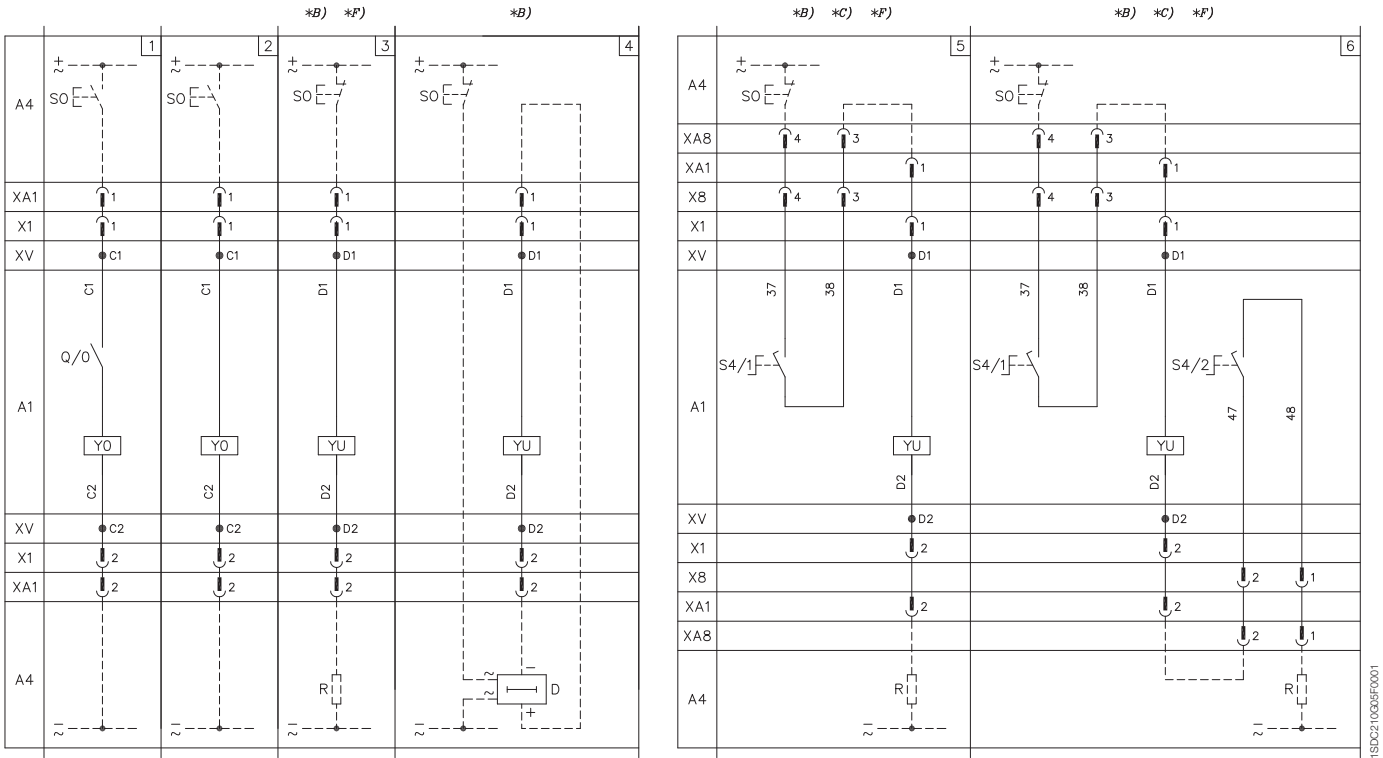 *B) *F) *B) *B) *C) *F) *B) *C) *F)
1 2 3 4 5 6
+ + + + + +
~ ~ ~ ~ ~ ~
A4 SO SO SO SO A4 SO SO
XA8 4 3 4 3
XA1 1 1
XA1 1 1 1 1 X8 4 3 4 3
X1 1 1 1 1 X1 1 1
XV C1 C1 D1 D1 XV D1 D1
C1 C1 D1 D1 37 38 D1 37 38 D1
Q/0 S4/1 S4/1 S4/2
A1 A1 47 48
YO YO YU YU YU YU
C2 C2 D2 D2 D2 D2
XV C2 C2 D2 D2 XV D2 D2
X1 2 2 2 2 X1 2 2
XA1 2 2 2 2 X8 2 1
XA1 2 2
XA8 2 1
A4 R ~ ~ − D + A4 R R
− − − − − −
~ ~ ~ ~ ~ ~
1SDC210G05F0001